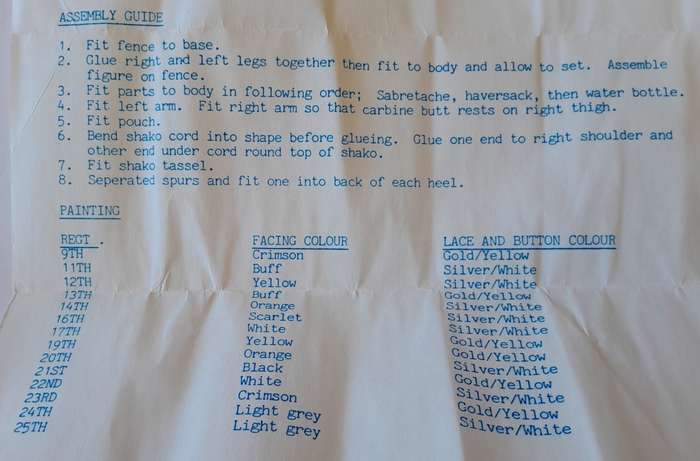 ASSEMBLY GUIDE
1. Fit fence to base.
2. Glue right and left legs together then fit to body and allow to set. Assemble
figure on fence.
3. Fit parts to body in following order; Sabretache, haversack, then water bottle.
4. Fit left arm. Fit right arm so that carbine butt rests on right thigh.
5. Fit pouch.
6. Bend shako cord into shape before glueing. Glue one end to right shoulder and
other end under cord round top of shako.
7. Fit shako tassel.
8. Seperated spurs and fit one into back of each heel.
PAINTING
REGT . FACING COLOUR LACE AND BUTTON COLOUR
9TH Crimson Gold/Yellow
11TH Buff Silver/White
12TH Yellow Silver/White
13TH Buff Gold/Yellow
14TH Orange Silver/White
16TH Scarlet Silver/White
17TH White Silver/White
19TH Yellow Gold/Yellow
20TH Orange Gold/Yellow
21ST Black Silver/White
22ND White Gold/Yellow
23RD Crimson Silver/White
24TH Light grey Gold/Yellow
25TH Light grey Silver/White